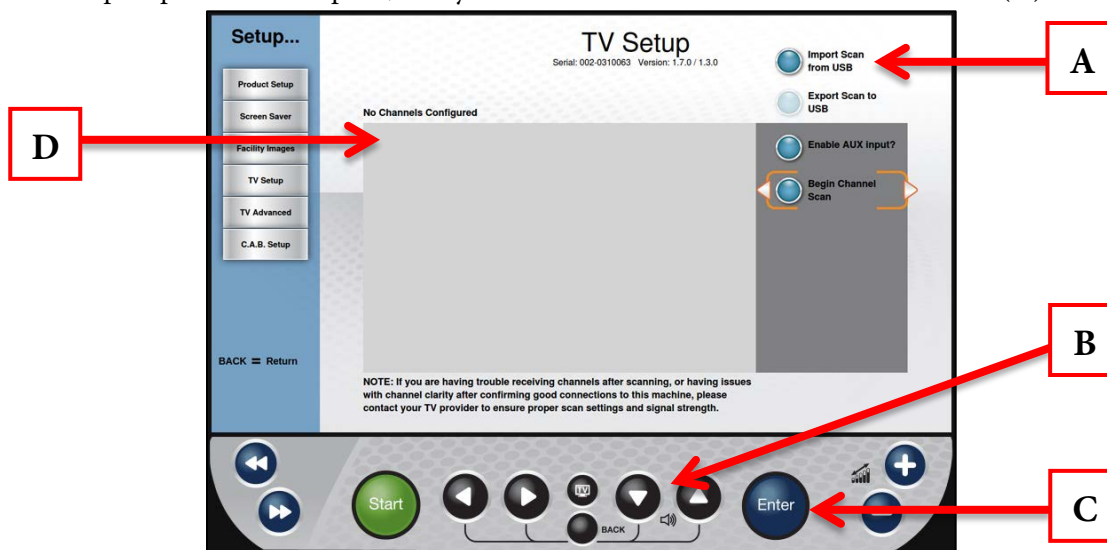 Setup...
Product Setup
Screen Saver
Facility Images
TV Setup
TV Advanced
C.A.B. Setup
BACK = Return
TV Setup
Serial: 002-0310063 Version: 1.7.0 / 1.3.0
No Channels Configured
Import Scan
from USB
Export Scan to
USB
Enable AUX input?
Begin Channel
Scan
NOTE: If you are having trouble receiving channels after scanning, or having issues
with channel clarity after confirming good connections to this machine, please
contact your TV provider to ensure proper scan settings and signal strength.
Start
TV
BACK
Enter
A
B
C
D